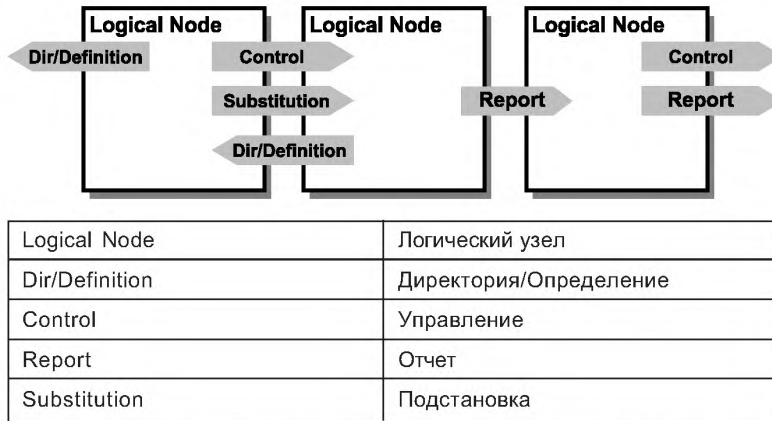 Logical Node Logical Node Logical Node
Dir/Definition Control Control
Substitution Report Report
Dir/Definition
Logical Node Логический узел
Dir/Definition Директория/Определение
Control Управление
Report Отчет
Substitution Подстановка